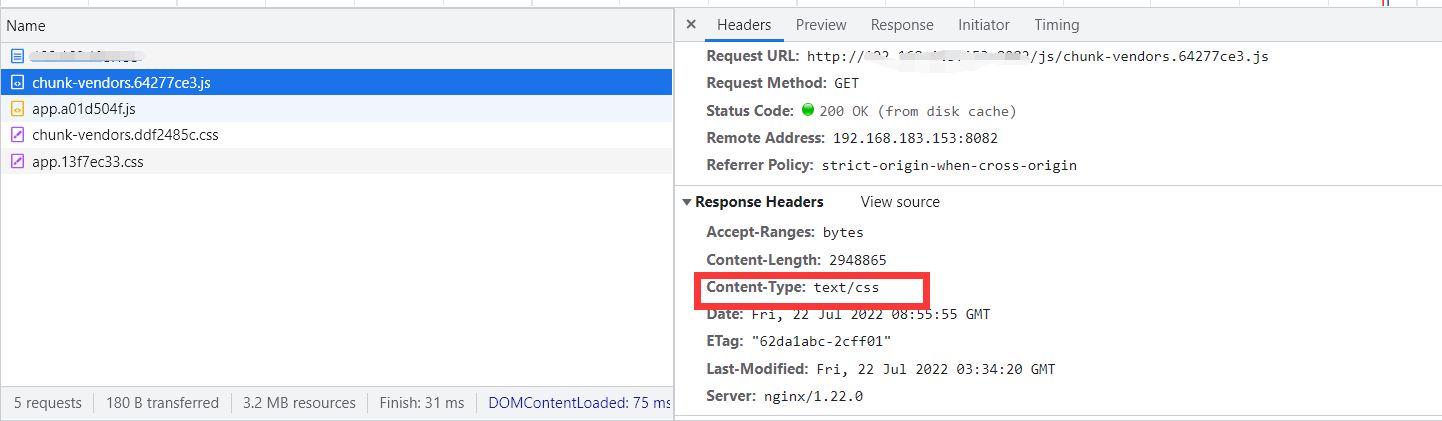 Name
chunk-vendors.64277ce3.js
app.a01d504f.js
chunk-vendors.ddf2485c.css
app.13f7ec33.css
5 requests 180 B transferred 3.2 MB resources Finish: 31 ms DOMContentLoaded: 75 ms
× Headers Preview Response Initiator Timing
Request URL: http:// /js/chunk-vendors.64277ce3.js
Request Method: GET
Status Code: 200 OK (from disk cache)
Remote Address: 192.168.183.153:8082
Referrer Policy: strict-origin-when-cross-origin
Response Headers View source
Accept-Ranges: bytes
Content-Length: 2948865
Content-Type: text/css
Date: Fri, 22 Jul 2022 08:55:55 GMT
ETag: "62da1abc-2cff01"
Last-Modified: Fri, 22 Jul 2022 03:34:20 GMT
Server: nginx/1.22.0